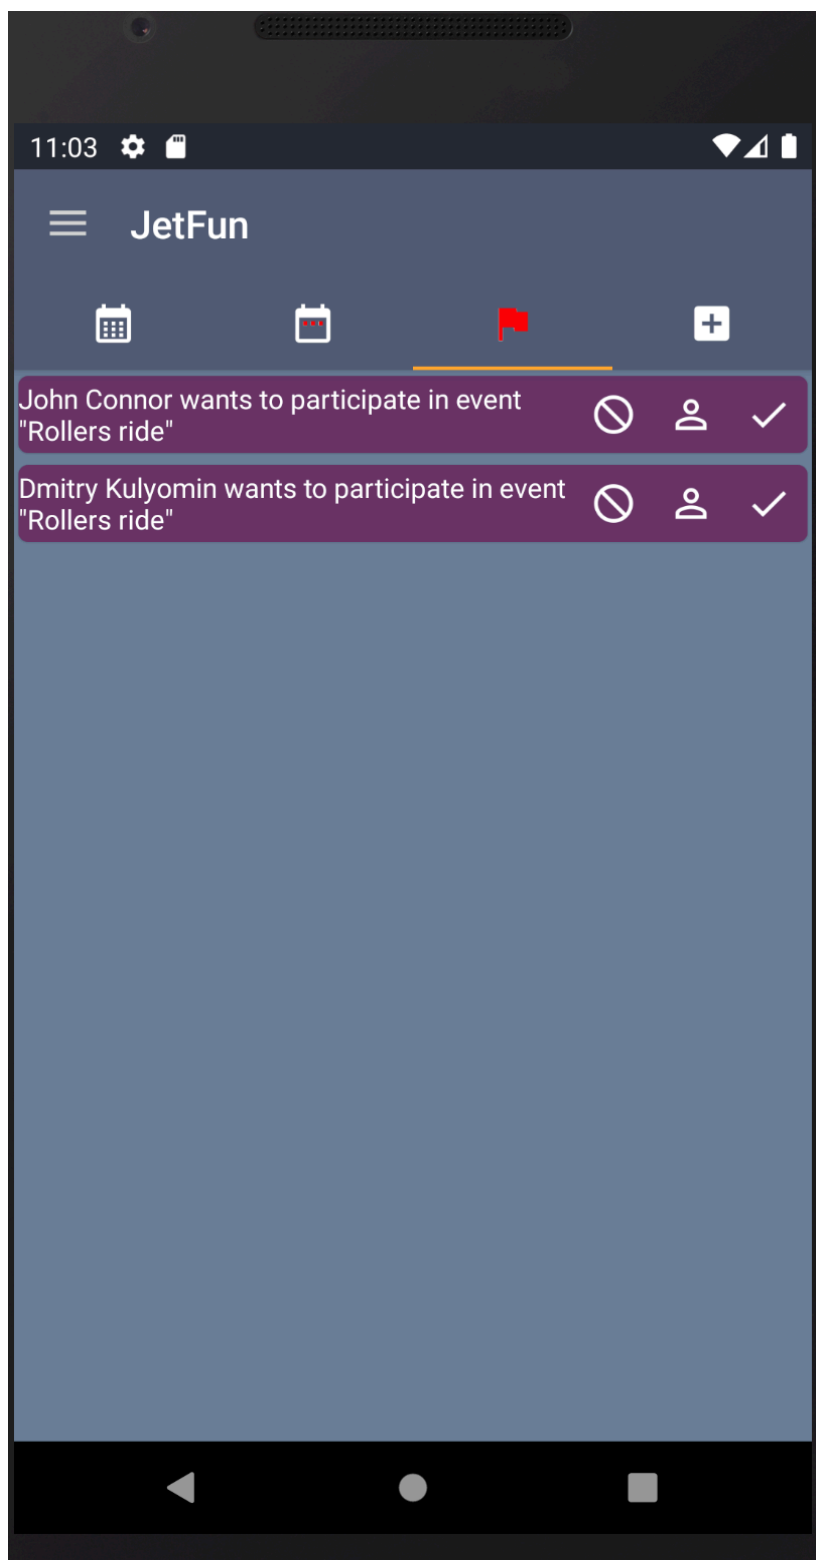 11:03
JetFun
John Connor wants to participate in event
"Rollers ride"
Dmitry Kulyomin wants to participate in event
"Rollers ride"